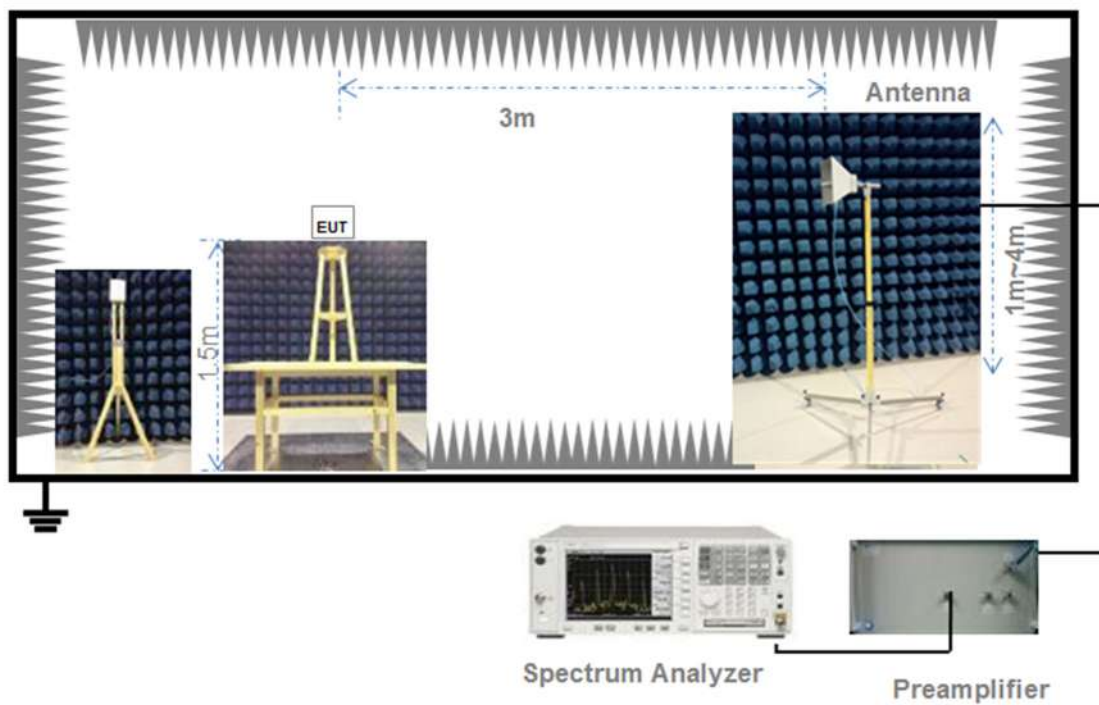 Antenna
3m
EUT
1.5m
1m~4m
Spectrum Analyzer
Preamplifier